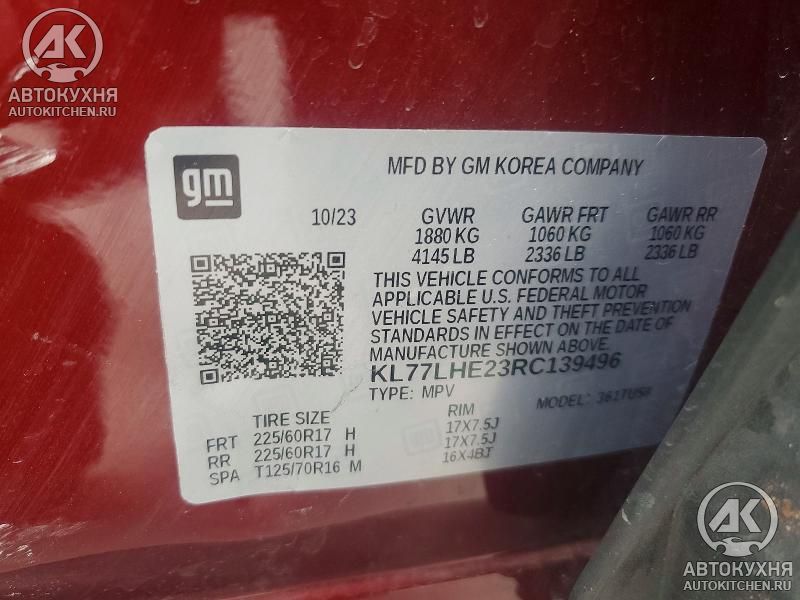 AK
АВТОКУХНЯ
AUTOKITCHEN.RU
gm
MFD BY GM KOREA COMPANY
10/23
GVWR GAWR FRT GAWR RR
1880 KG 1060 KG 1060 KG
4145 LB 2336 LB 2336 LB
THIS VEHICLE CONFORMS TO ALL
APPLICABLE U.S. FEDERAL MOTOR
VEHICLE SAFETY AND THEFT PREVENTION
STANDARDS IN EFFECT ON THE DATE OF
MANUFACTURE SHOWN ABOVE.
KL77LHE23RC139496
TYPE: MPV MODEL:
TIRE SIZE RIM
FRT 225/60R17 H 17X7.5J
RR 225/60R17 H 17X7.5J
SPA T125/70R16 M 16X4BT
AK
АВТОКУХНЯ
AUTOKITCHEN.RU